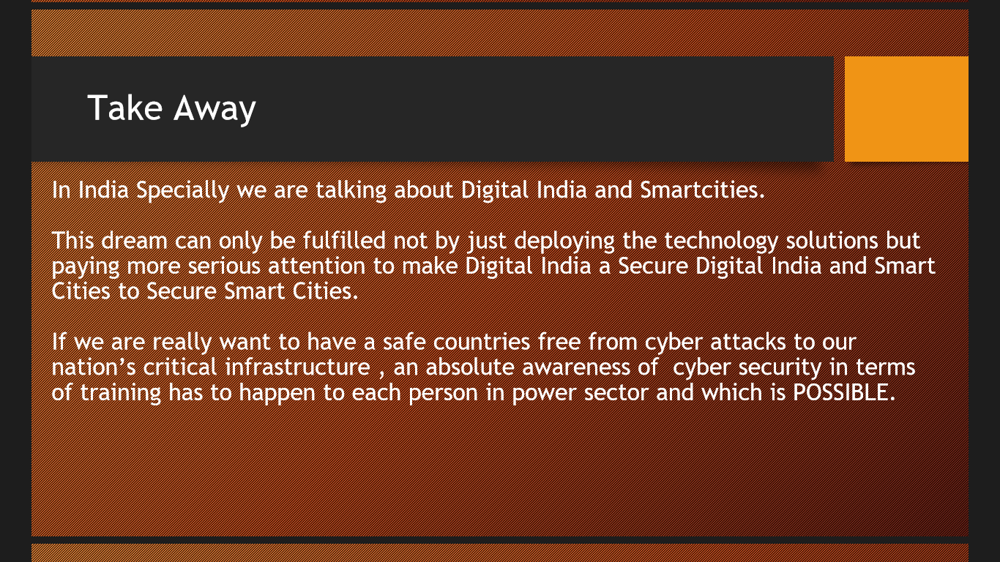 Take Away
In India Specially we are talking about Digital India and Smartcities.
This dream can only be fulfilled not by just deploying the technology solutions but
paying more serious attention to make Digital India a Secure Digital India and Smart
Cities to Secure Smart Cities.
If we are really want to have a safe countries free from cyber attacks to our
nation’s critical infrastructure , an absolute awareness of  cyber security in terms
of training has to happen to each person in power sector and which is POSSIBLE.